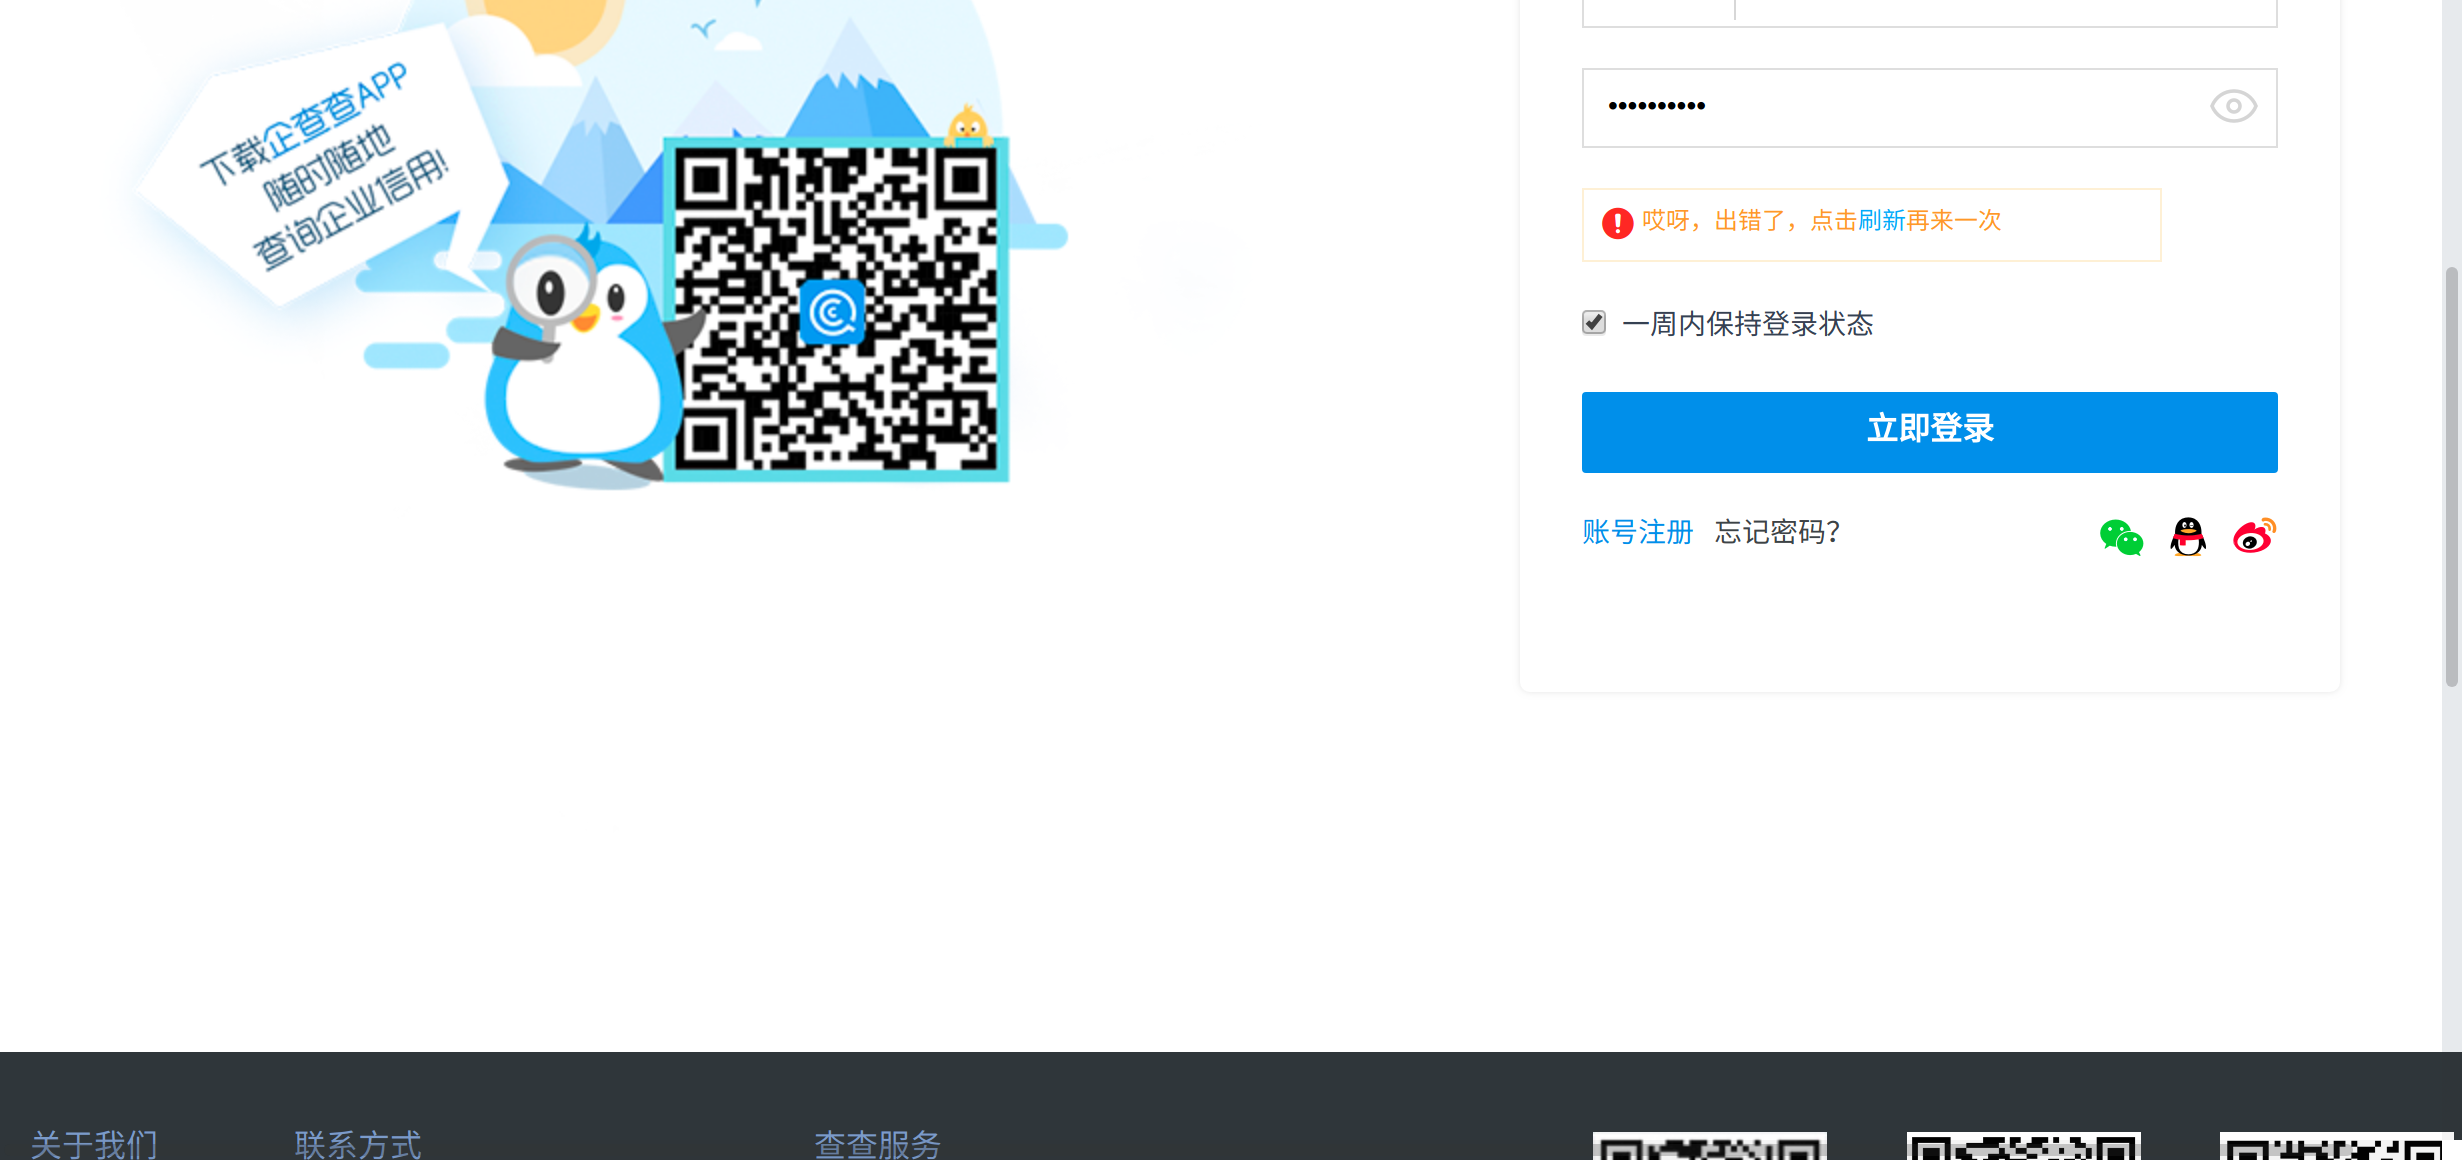 下载企查查APP
随时随地
查询企业信用!
••••••••••
哎呀，出错了，点击刷新再来一次
一周内保持登录状态
立即登录
账号注册 忘记密码?
关于我们 联系方式 查查服务